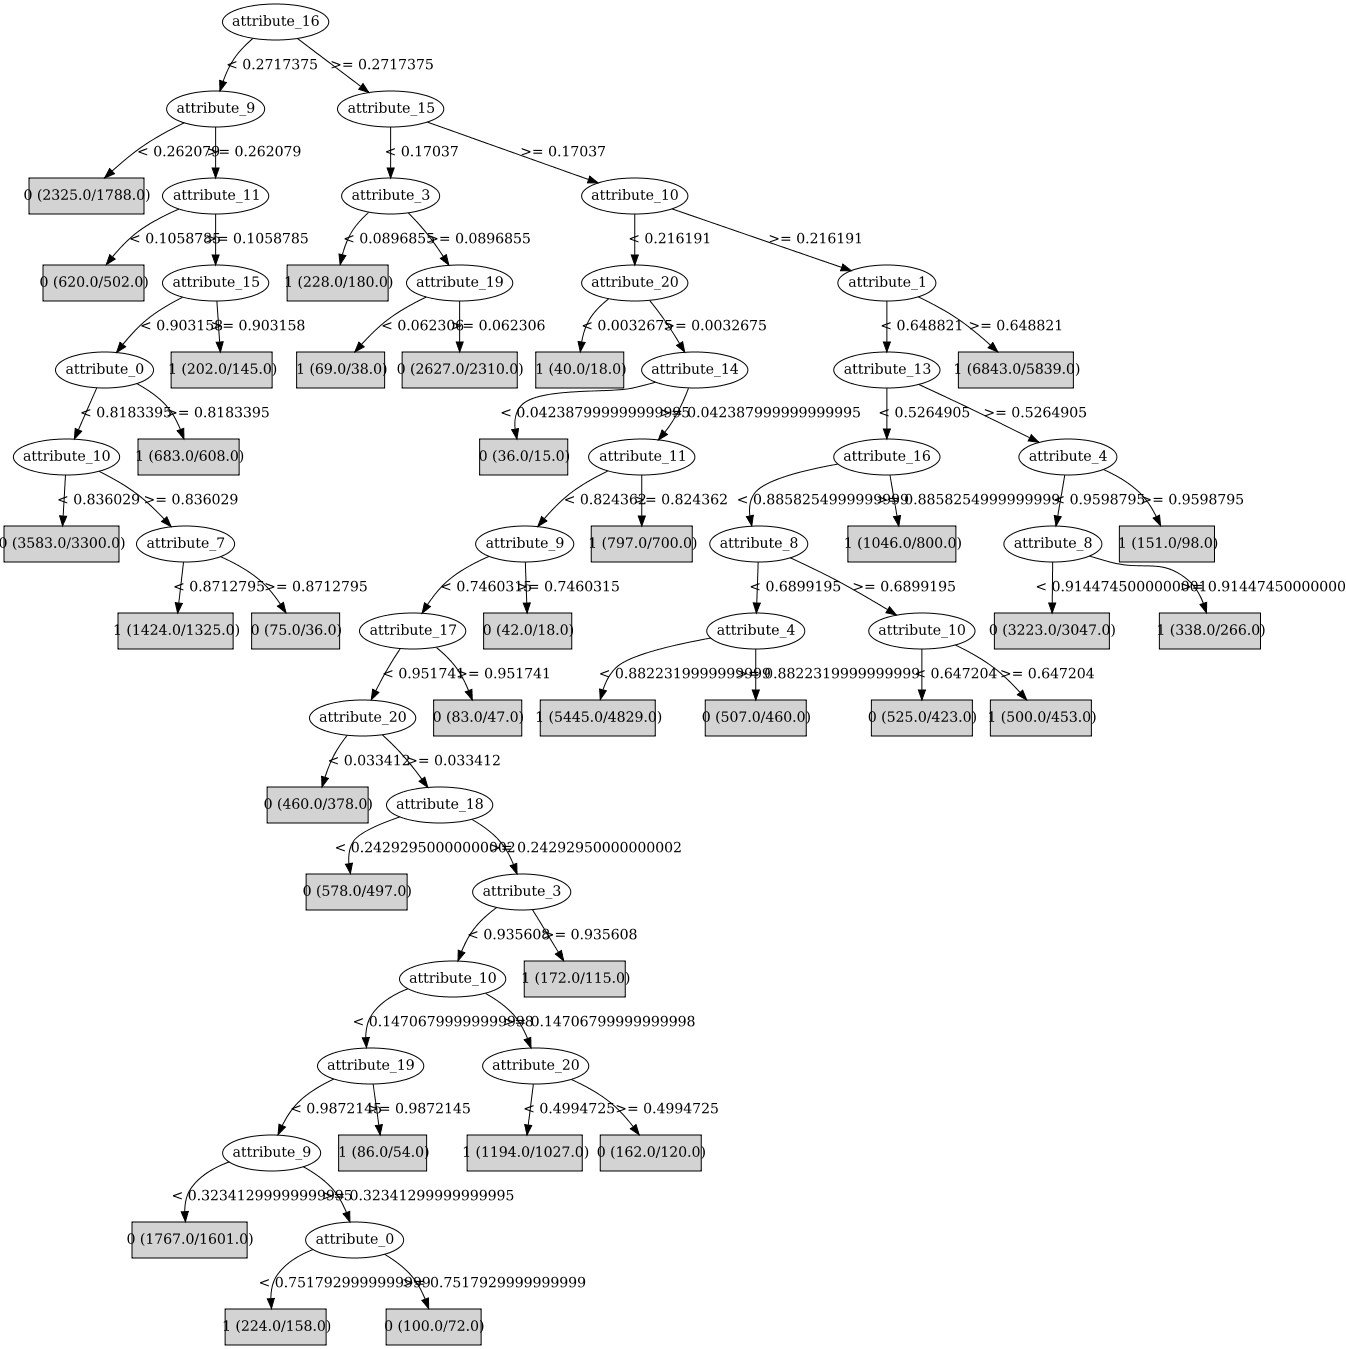 attribute_16
< 0.2717375 >= 0.2717375
attribute_9 attribute_15
< 0.262079 >= 0.262079 < 0.17037 >= 0.17037
0 (2325.0/1788.0) attribute_11 attribute_3 attribute_10
< 0.1058785 >= 0.1058785 < 0.0896855 >= 0.0896855 < 0.216191 >= 0.216191
0 (620.0/502.0) attribute_15 1 (228.0/180.0) attribute_19 attribute_20 attribute_1
< 0.903158 >= 0.903158 < 0.062306 >= 0.062306 < 0.0032675 >= 0.0032675 < 0.648821 >= 0.648821
attribute_0 1 (202.0/145.0) 1 (69.0/38.0) 0 (2627.0/2310.0) 1 (40.0/18.0) attribute_14 attribute_13 1 (6843.0/5839.0)
< 0.8183395 >= 0.8183395 < 0.042387999999999995 >= 0.042387999999999995 < 0.5264905 >= 0.5264905
attribute_10 1 (683.0/608.0) 0 (36.0/15.0) attribute_11 attribute_16 attribute_4
< 0.836029 >= 0.836029 < 0.824362 >= 0.824362 < 0.8858254999999999 >= 0.8858254999999999 < 0.9598795 >= 0.9598795
0 (3583.0/3300.0) attribute_7 attribute_9 1 (797.0/700.0) attribute_8 1 (1046.0/800.0) attribute_8 1 (151.0/98.0)
< 0.8712795 >= 0.8712795 < 0.7460315 >= 0.7460315 < 0.6899195 >= 0.6899195 < 0.9144745000000001 >= 0.91447450000000
1 (1424.0/1325.0) 0 (75.0/36.0) attribute_17 0 (42.0/18.0) attribute_4 attribute_10 0 (3223.0/3047.0) 1 (338.0/266.0)
< 0.951741 >= 0.951741 < 0.8822319999999999 >= 0.8822319999999999 < 0.647204 >= 0.647204
attribute_20 0 (83.0/47.0) 1 (5445.0/4829.0) 0 (507.0/460.0) 0 (525.0/423.0) 1 (500.0/453.0)
< 0.033412 >= 0.033412
0 (460.0/378.0) attribute_18
< 0.24292950000000002 >= 0.24292950000000002
0 (578.0/497.0) attribute_3
< 0.935608 >= 0.935608
attribute_10 1 (172.0/115.0)
< 0.14706799999999998 >= 0.14706799999999998
attribute_19 attribute_20
< 0.9872145 >= 0.9872145 < 0.4994725 >= 0.4994725
attribute_9 1 (86.0/54.0) 1 (1194.0/1027.0) 0 (162.0/120.0)
< 0.32341299999999995 >= 0.32341299999999995
0 (1767.0/1601.0) attribute_0
< 0.7517929999999999 >= 0.7517929999999999
1 (224.0/158.0) 0 (100.0/72.0)